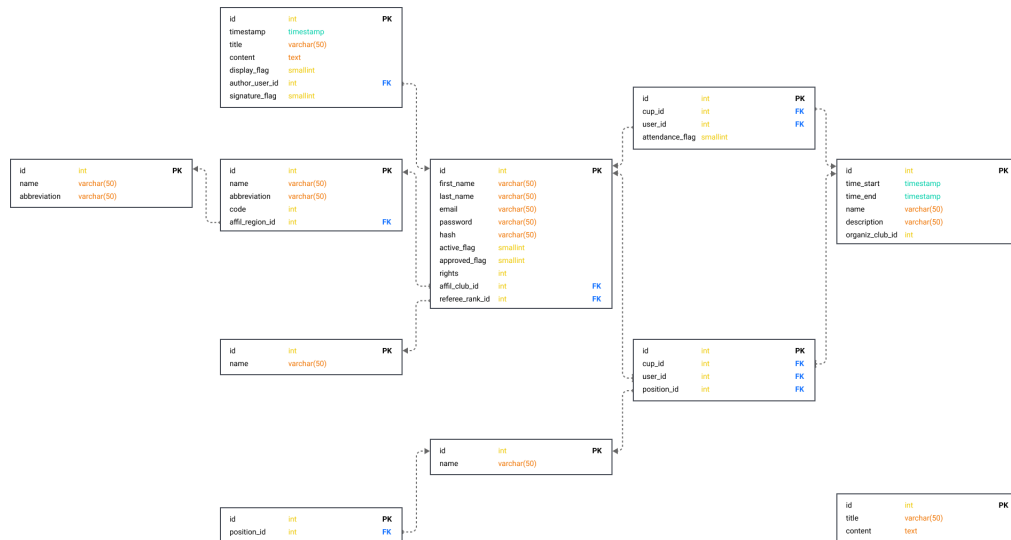 id int PK
timestamp timestamp
title varchar(50)
content text
display_flag smallint
author_user_id int FK
signature_flag smallint
id int PK
cup_id int FK
user_id int FK
attendance_flag smallint
id int PK
name varchar(50)
abbreviation varchar(50)
id int PK
name varchar(50)
abbreviation varchar(50)
code int
affil_region_id int FK
id int PK
first_name varchar(50)
last_name varchar(50)
email varchar(50)
password varchar(50)
hash varchar(50)
active_flag smallint
approved_flag smallint
rights int
affil_club_id int FK
referee_rank_id int FK
id int PK
time_start timestamp
time_end timestamp
name varchar(50)
description varchar(50)
organiz_club_id int
id int PK
name varchar(50)
id int PK
cup_id int FK
user_id int FK
position_id int FK
id int PK
name varchar(50)
id int PK
position_id int FK
id int PK
title varchar(50)
content text